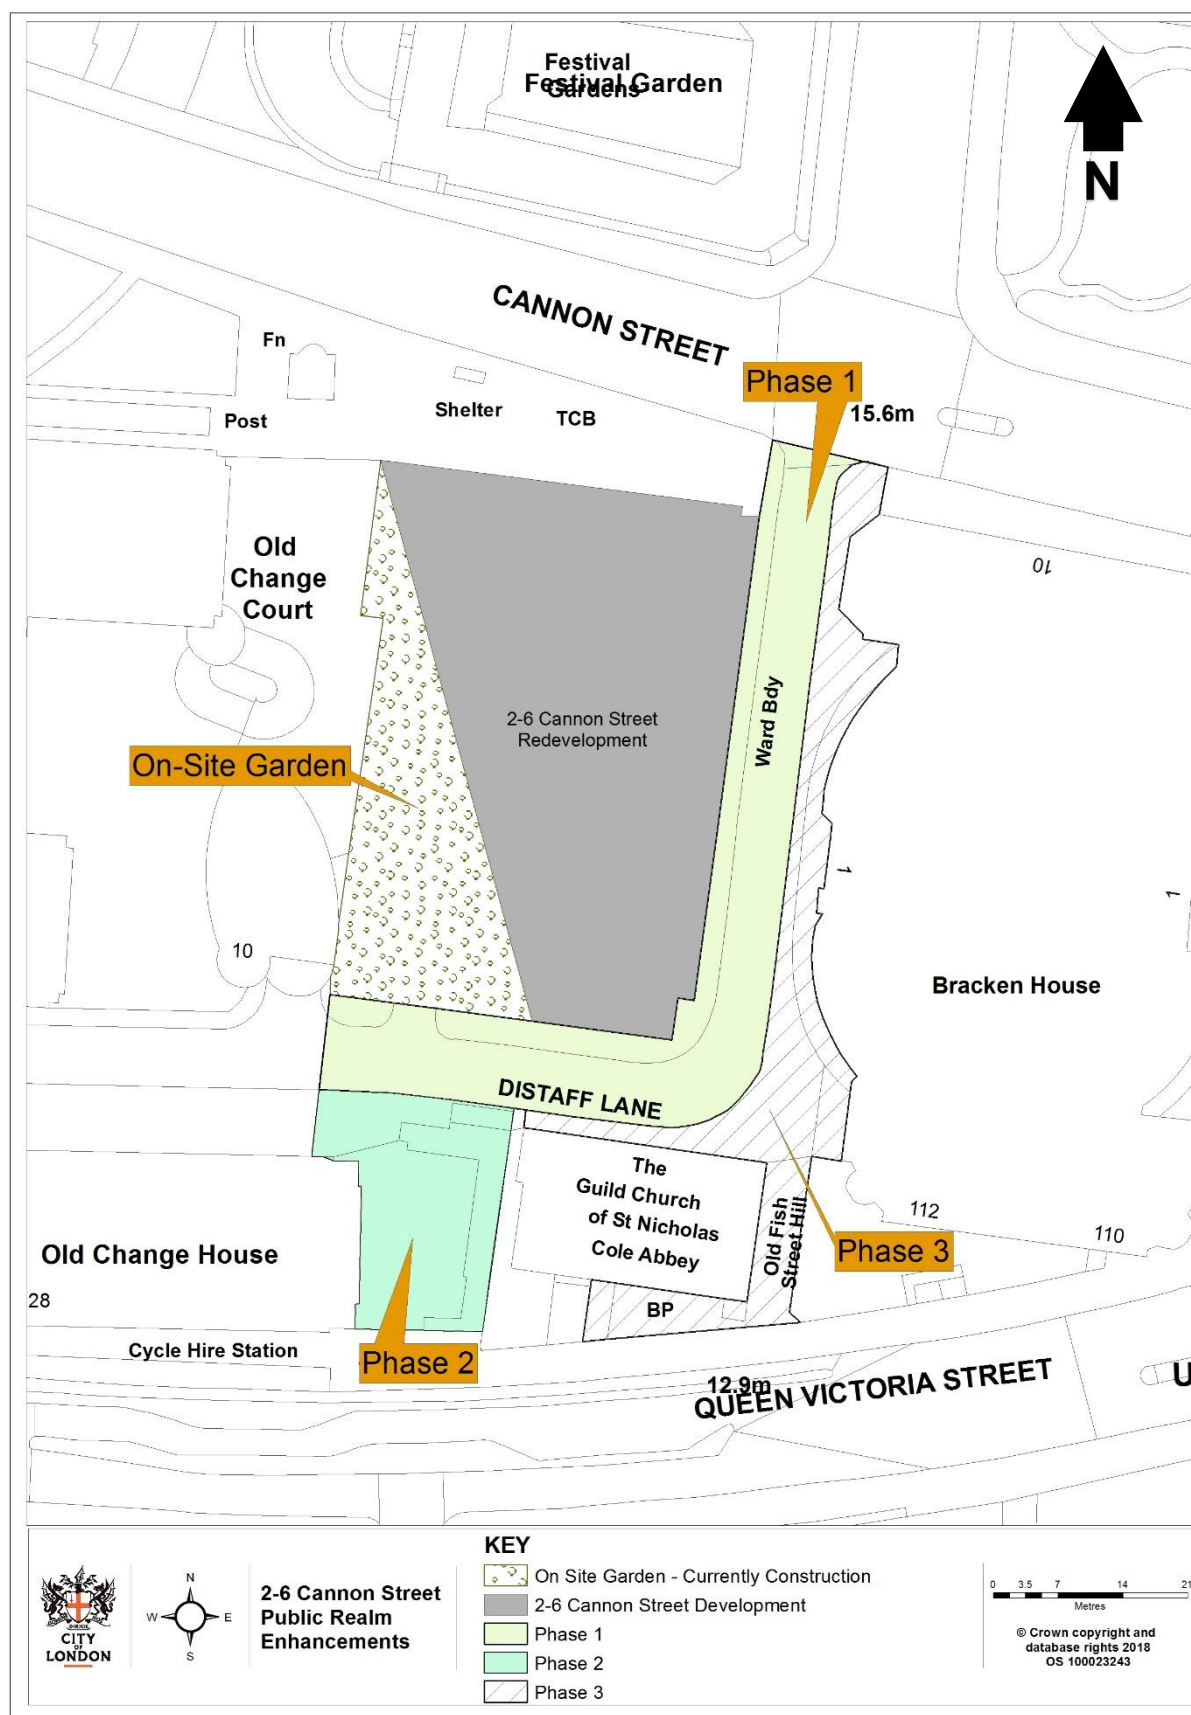 Festival
Gardens
Festival Garden
N
CANNON STREET
Fn
Phase 1
15.6m
Shelter
TCB
Post
Old
Change
Court
10
2-6 Cannon Street
Redevelopment
Ward Bdy
On-Site Garden
1
1
10
Bracken House
DISTAFF LANE
The
Guild Church
of St Nicholas
Cole Abbey
Old Fish
Street Hill
112
110
Phase 3
Old Change House
28
BP
Cycle Hire Station
Phase 2
12.9m
QUEEN VICTORIA STREET
U
CITY
OF
LONDON
N
W
E
S
2-6 Cannon Street
Public Realm
Enhancements
KEY
On Site Garden - Currently Construction
2-6 Cannon Street Development
Phase 1
Phase 2
Phase 3
0 3.5 7 14 21
Metres
© Crown copyright and
database rights 2018
OS 100023243